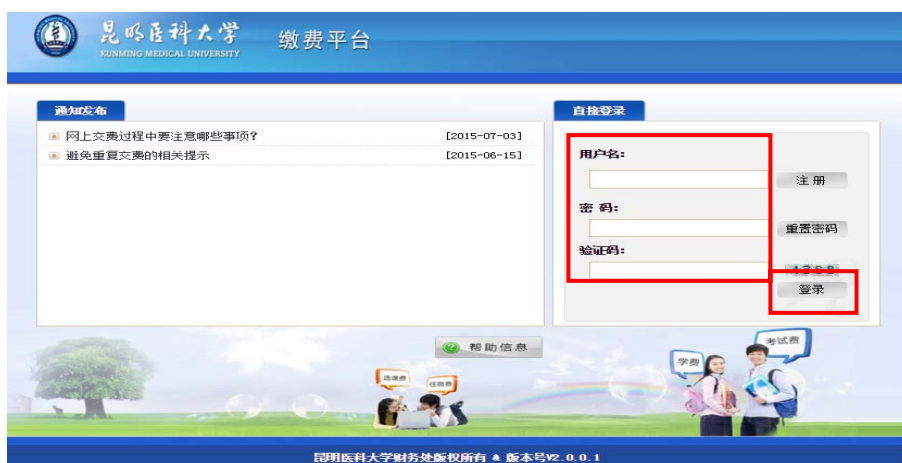 昆明医科大学
KUNMING MEDICAL UNIVERSITY
缴费平台
通知发布
网上交费过程中要注意哪些事项? [2015-07-03]
避免重复交费的相关提示 [2015-06-15]
直接登录
用户名:
注册
密 码:
重置密码
验证码:
登录
帮助信息
选课费
住宿费
学费
考试费
昆明医科大学财务处版权所有 & 版本号V2.0.0.1